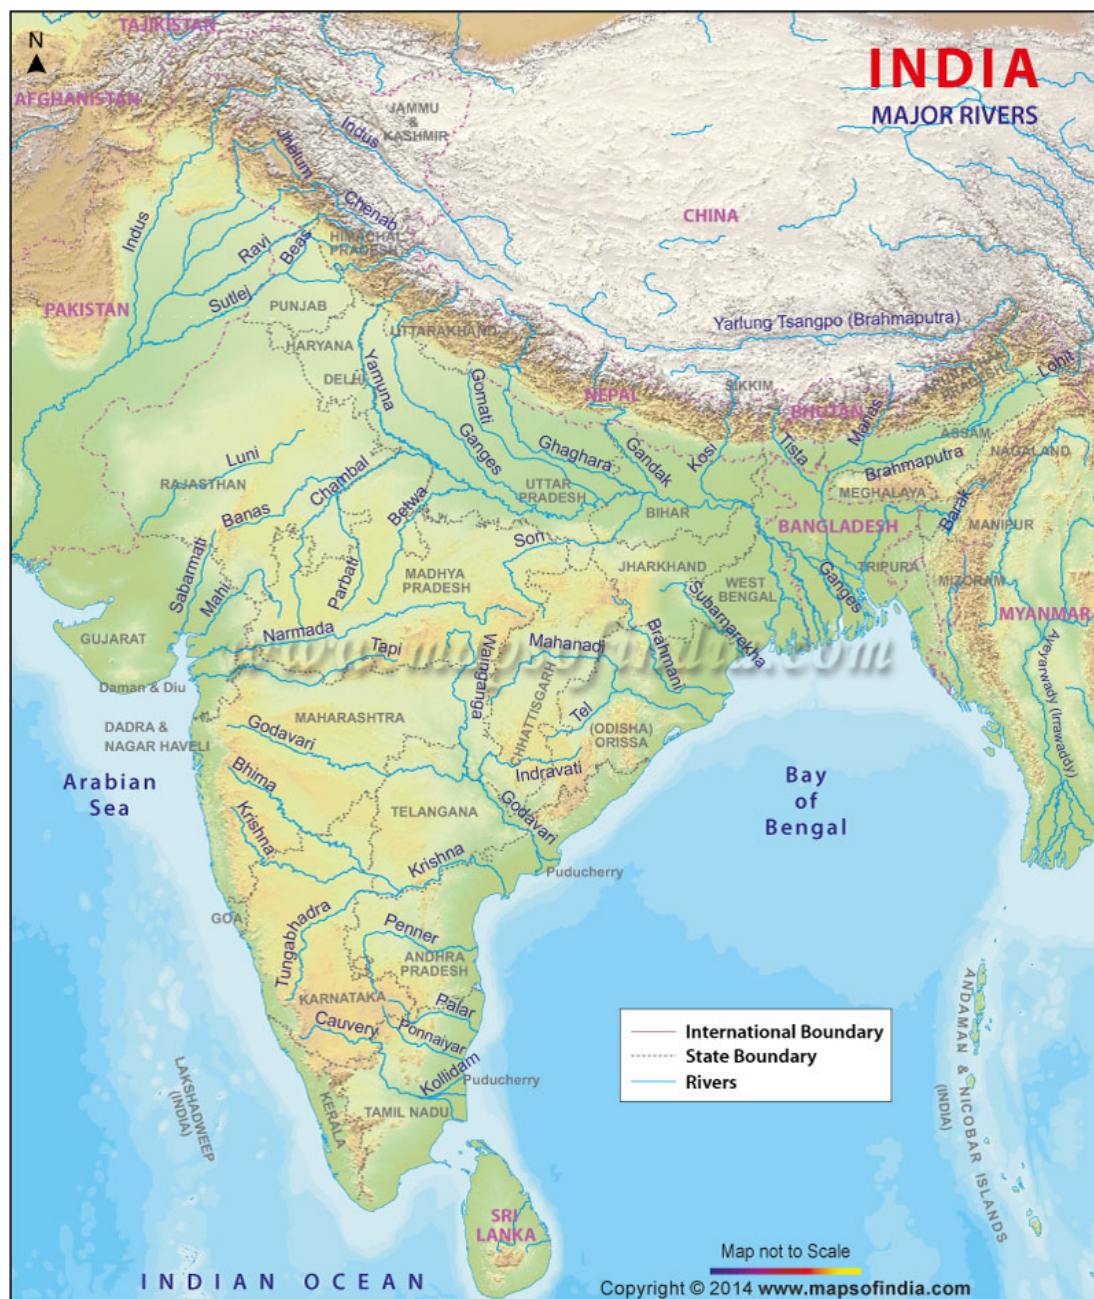 N
TAJIKISTAN
INDIA
MAJOR RIVERS
AFGHANISTAN
JAMMU
&
KASHMIR
Indus
Jhelum
Chenab
CHINA
Indus
Ravi
Beas
HIMACHAL
PRADESH
Sutlej
PAKISTAN
PUNJAB
Yarlung Tsangpo (Brahmaputra)
UTTARAKHAND
HARYANA
DELHI
Yamuna
Gomati
NEPAL
SIKKIM
BHUTAN
Manas
ARUNACHAL
PRADESH
Lohit
Ganges
Ghaghara
Gandak
Kosi
Tista
ASSAM
NAGALAND
Brahmaputra
Luni
RAJASTHAN
Chambal
Banas
Betwa
UTTAR
PRADESH
BIHAR
MEGHALAYA
Barak
MANIPUR
BANGLADESH
Son
Sabarmati
Mahi
Parbati
MADHYA
PRADESH
JHARKHAND
WEST
BENGAL
Ganges
TRIPURA
MIZORAM
MYANMAR
Subarnarekha
GUJARAT
Narmada
Tapi
Wainganga
Mahanadi
Brahmani
www.mapsofindia.com
Ayeyarwady (Irrawaddy)
Daman & Diu
DADRA &
NAGAR HAVELI
MAHARASHTRA
Godavari
CHHATTISGARH
Tel
(ODISHA)
ORISSA
Indravati
Arabian
Sea
Bhima
Krishna
TELANGANA
Godavari
Bay
of
Bengal
Krishna
Puducherry
GOA
Tungabhadra
Penner
ANDHRA
PRADESH
KARNATAKA
Palar
Cauvery
Ponnaiyar
Kollidam
Puducherry
KERALA
TAMIL NADU
LAKSHADWEEP
(INDIA)
International Boundary
State Boundary
Rivers
ANDAMAN & NICOBAR ISLANDS
(INDIA)
SRI
LANKA
INDIAN OCEAN
Map not to Scale
Copyright © 2014 www.mapsofindia.com